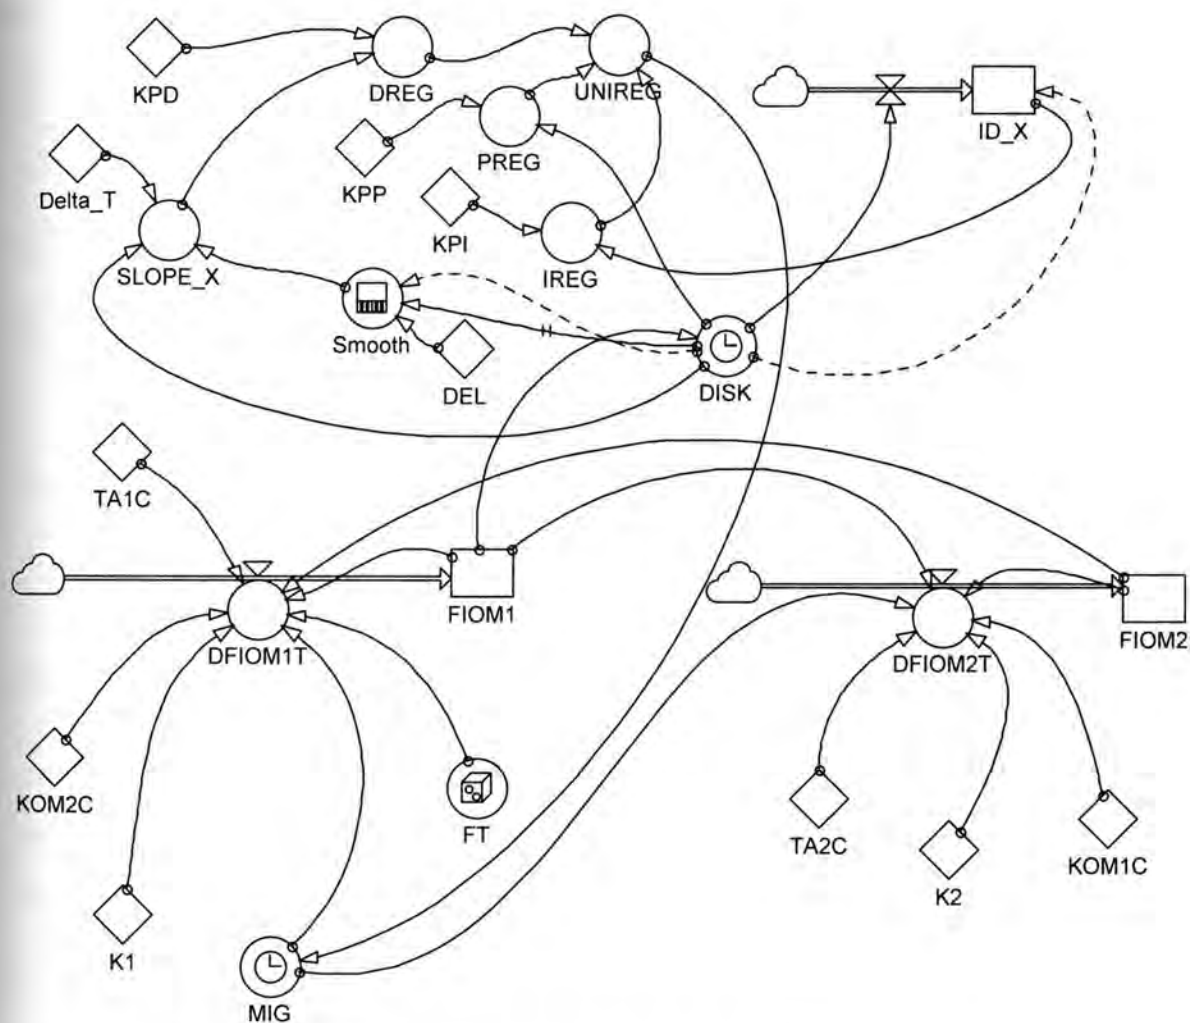 KPD
DREG
UNIREG
ID_X
PREG
KPP
Delta_T
KPI
IREG
SLOPE_X
Smooth
DEL
DISK
TA1C
FIOM1
FIOM2
DFIOM1T
DFIOM2T
KOM2C
FT
TA2C
KOM1C
K2
K1
MIG